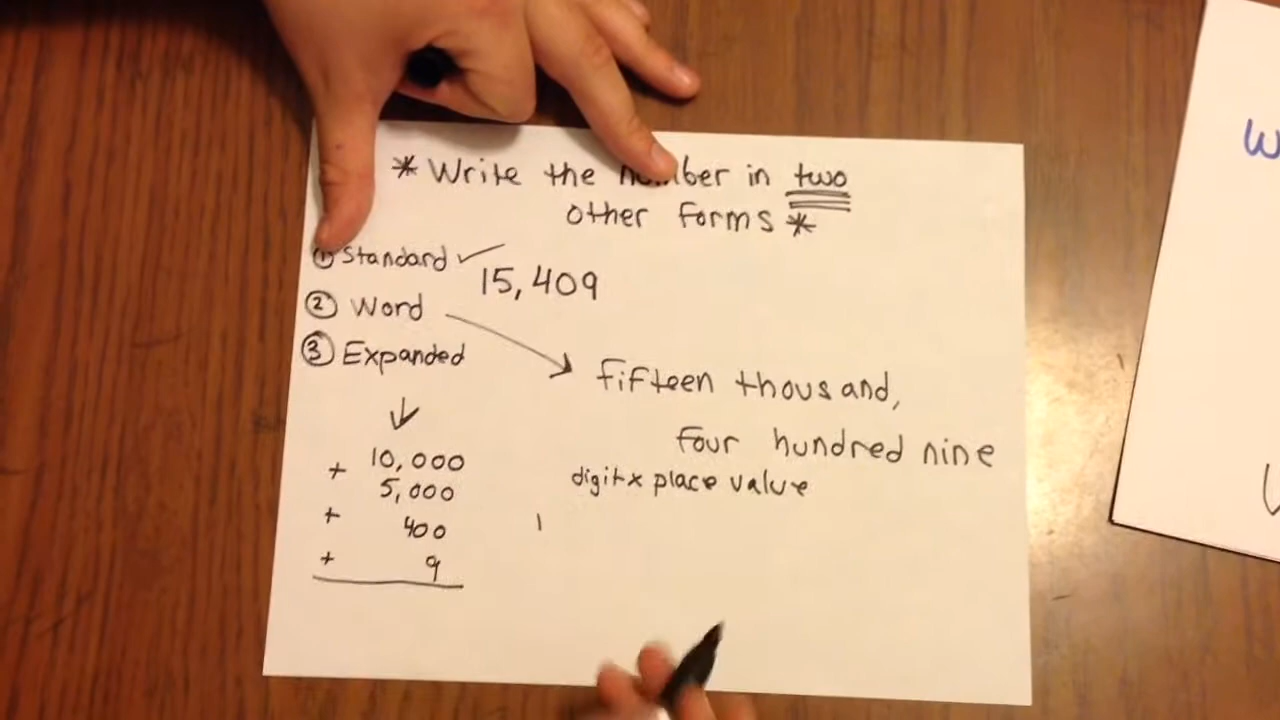 * Write the number in two
other forms *
① Standard ✓
15,409
② Word
③ Expanded
fifteen thousand,
four hundred nine
10,000
+ 5,000
+ 400
+ 9
digit x place value
1
W